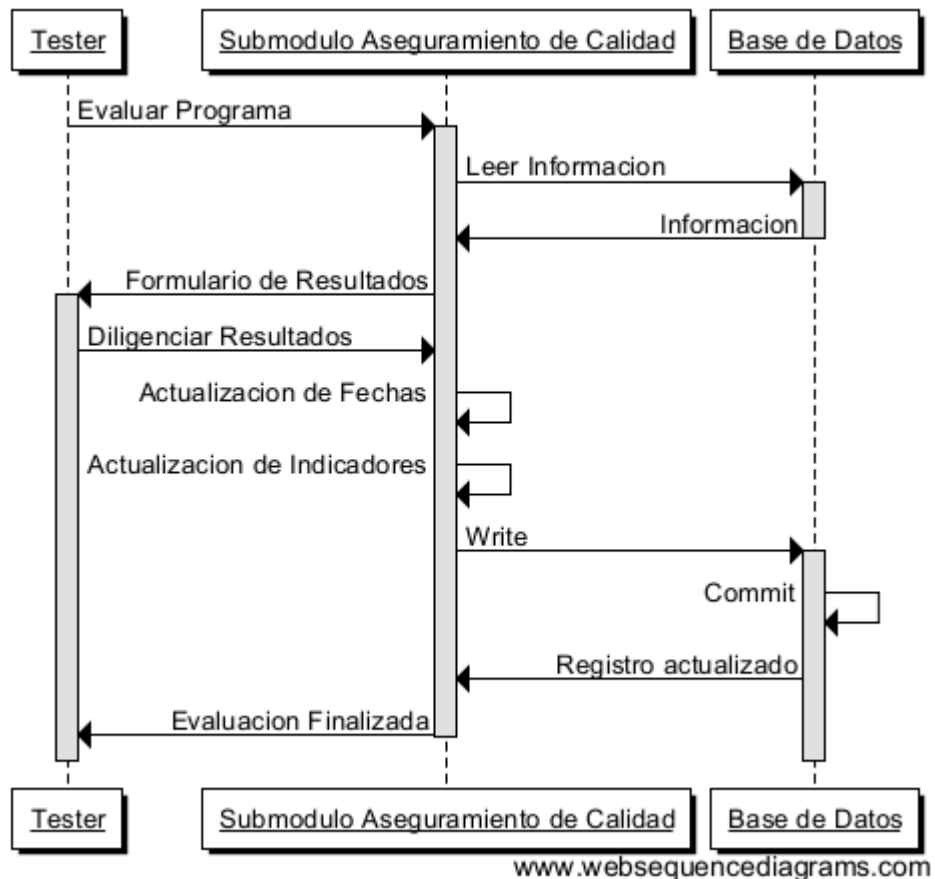 Tester
Submodulo Aseguramiento de Calidad
Base de Datos
Evaluar Programa
Leer Informacion
Informacion
Formulario de Resultados
Diligenciar Resultados
Actualizacion de Fechas
Actualizacion de Indicadores
Write
Commit
Registro actualizado
Evaluacion Finalizada
Tester
Submodulo Aseguramiento de Calidad
Base de Datos
www.websequencediagrams.com